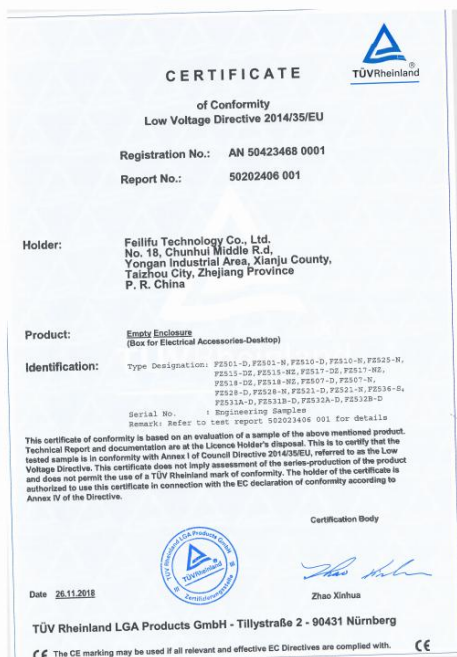 TÜVRheinland
®
CERTIFICATE
of Conformity
Low Voltage Directive 2014/35/EU
Registration No.: AN 50423468 0001
Report No.: 50202406 001
Holder: Feilifu Technology Co., Ltd.
No. 18, Chunhui Middle R.d,
Yongan Industrial Area, Xianju County,
Taizhou City, Zhejiang Province
P. R. China
Product: Empty Enclosure
(Box for Electrical Accessories-Desktop)
Identification: Type Designation: FZ501-D,FZ501-N,FZ510-D,FZ510-N,FZ525-N,
FZ515-DZ,FZ515-NZ,FZ517-DZ,FZ517-NZ,
FZ518-DZ,FZ518-NZ,FZ507-D,FZ507-N,
FZ528-D,FZ528-N,FZ521-D,FZ521-N,FZ536-Z,
FZ531A-D,FZ531B-D,FZ532A-D,FZ532B-D
Serial No. : Engineering Samples
Remark: Refer to test report 502023406 001 for details
This certificate of conformity is based on an evaluation of a sample of the above mentioned product.
Technical Report and documentation are at the Licence Holder's disposal. This is to certify that the
tested sample is in conformity with Annex I of Council Directive 2014/35/EU, referred to as the Low
Voltage Directive. This certificate does not imply assessment of the series-production of the product
and does not permit the use of a TÜV Rheinland mark of conformity. The holder of the certificate is
authorized to use this certificate in connection with the EC declaration of conformity according to
Annex IV of the Directive.
Certification Body
TÜV Rheinland LGA Products GmbH
TÜVRheinland
Zertifizierungsstelle
Date 26.11.2018
Zhao Xinhua
TÜV Rheinland LGA Products GmbH - Tillystraße 2 - 90431 Nürnberg
CE The CE marking may be used if all relevant and effective EC Directives are complied with. CE